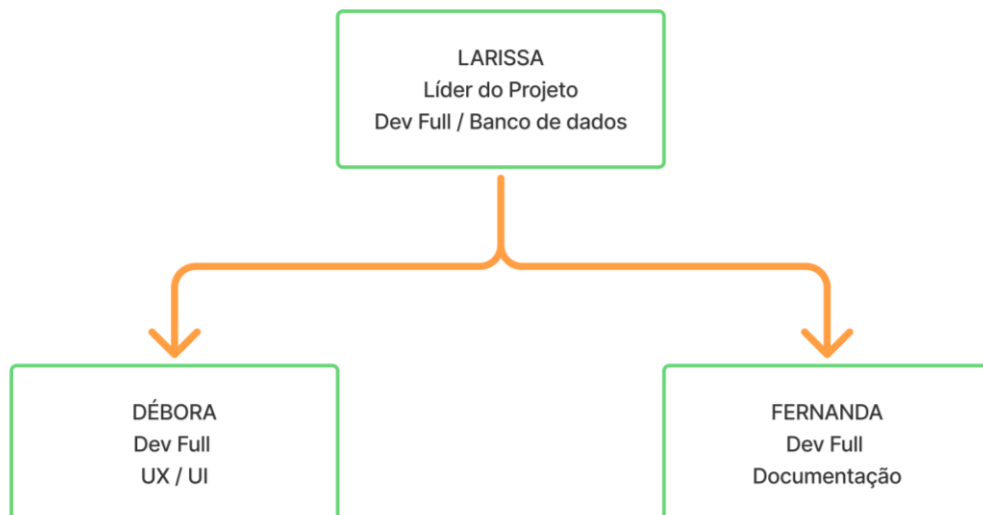 LARISSA
Líder do Projeto
Dev Full / Banco de dados
DÉBORA
Dev Full
UX / UI
FERNANDA
Dev Full
Documentação